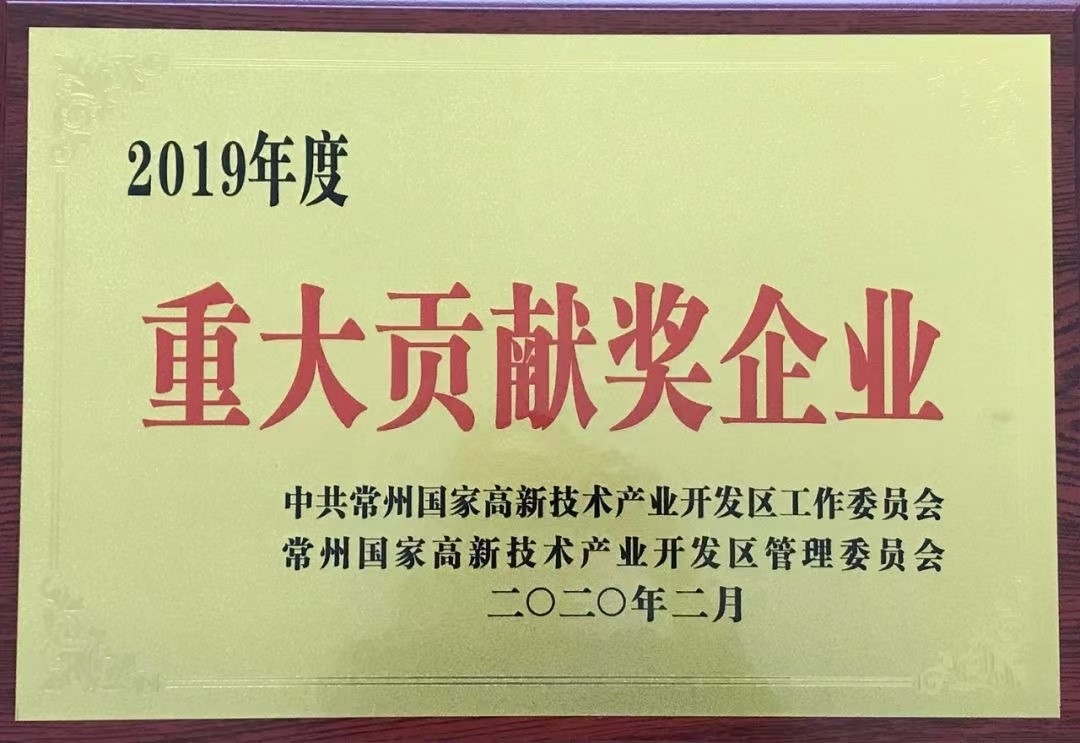 2019年度
重大贡献奖企业
中共常州国家高新技术产业开发区工作委员会
常州国家高新技术产业开发区管理委员会
二〇二〇年二月